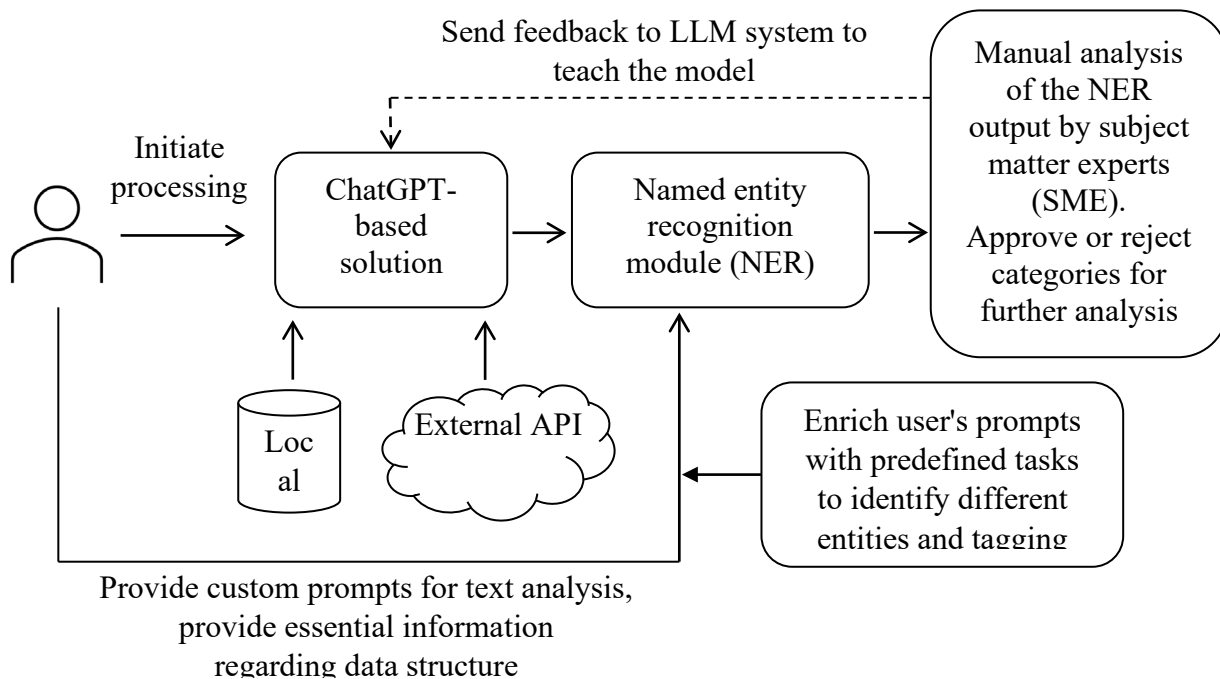 Send feedback to LLM system to
teach the model
Initiate
processing
ChatGPT-
based
solution
Named entity
recognition
module (NER)
Manual analysis
of the NER
output by subject
matter experts
(SME).
Approve or reject
categories for
further analysis
Loc
al
External API
Enrich user's prompts
with predefined tasks
to identify different
entities and tagging
Provide custom prompts for text analysis,
provide essential information
regarding data structure